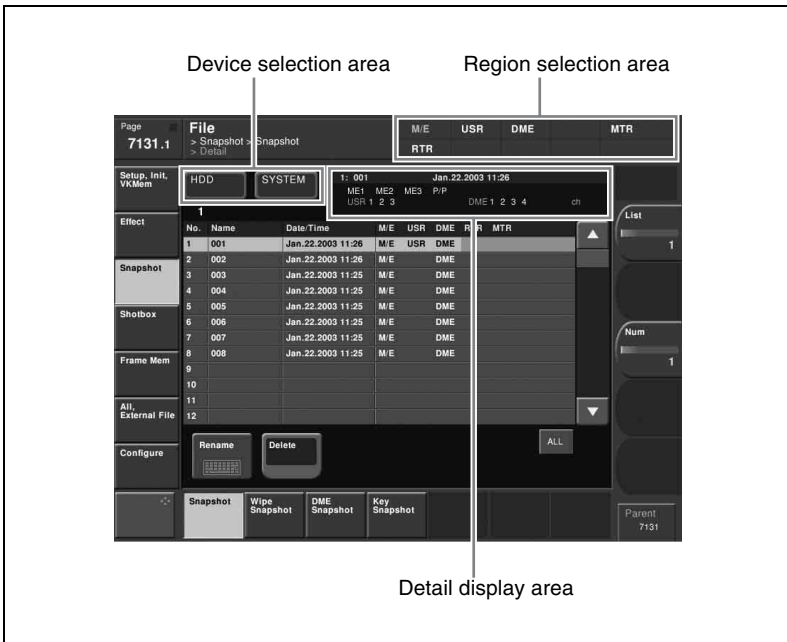 Device selection area
Region selection area
Page
7131.1
File
> Snapshot > Snapshot
> Detail
M/E USR DME MTR
RTR
Setup, Init,
VKMem
Effect
Snapshot
Shotbox
Frame Mem
All,
External File
Configure
HDD SYSTEM
1: 001 Jan.22.2003 11:26
ME1 ME2 ME3 P/P
USR 1 2 3 DME 1 2 3 4 ch
1
No. Name Date/Time M/E USR DME RTR MTR
1 001 Jan.22.2003 11:26 M/E USR DME
2 002 Jan.22.2003 11:26 M/E DME
3 003 Jan.22.2003 11:25 M/E DME
4 004 Jan.22.2003 11:25 M/E DME
5 005 Jan.22.2003 11:25 M/E DME
6 006 Jan.22.2003 11:25 M/E DME
7 007 Jan.22.2003 11:25 M/E DME
8 008 Jan.22.2003 11:25 M/E DME
9
10
11
12
Rename
Delete
ALL
List
1
Num
1
Snapshot
Wipe
Snapshot
DME
Snapshot
Key
Snapshot
Parent
7131
Detail display area